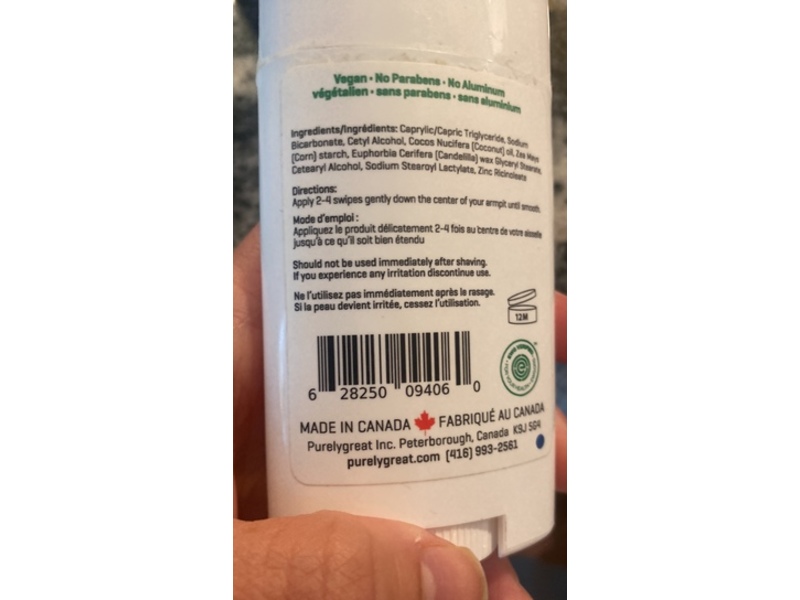 Vegan • No Parabens • No Aluminum
végétalien • sans parabens • sans aluminium
Ingredients/Ingrédients: Caprylic/Capric Triglyceride, Sodium
Bicarbonate, Cetyl Alcohol, Cocos Nucifera (Coconut) oil, Zea Mays
(Corn) starch, Euphorbia Cerifera (Candelilla) wax Glyceryl Stearate,
Cetearyl Alcohol, Sodium Stearoyl Lactylate, Zinc Ricinoleate
Directions:
Apply 2-4 swipes gently down the center of your armpit until smooth.
Mode d'emploi :
Appliquez le produit délicatement 2-4 fois au centre de votre aisselle
jusqu'à ce qu'il soit bien étendu
Should not be used immediately after shaving.
If you experience any irritation discontinue use.
Ne l'utilisez pas immédiatement après le rasage.
Si la peau devient irritée, cessez l'utilisation.
12M
6 28250 09406 0
MADE IN CANADA FABRIQUÉ AU CANADA
Purelygreat Inc. Peterborough, Canada K9J 5G4
purelygreat.com (416) 993-2561